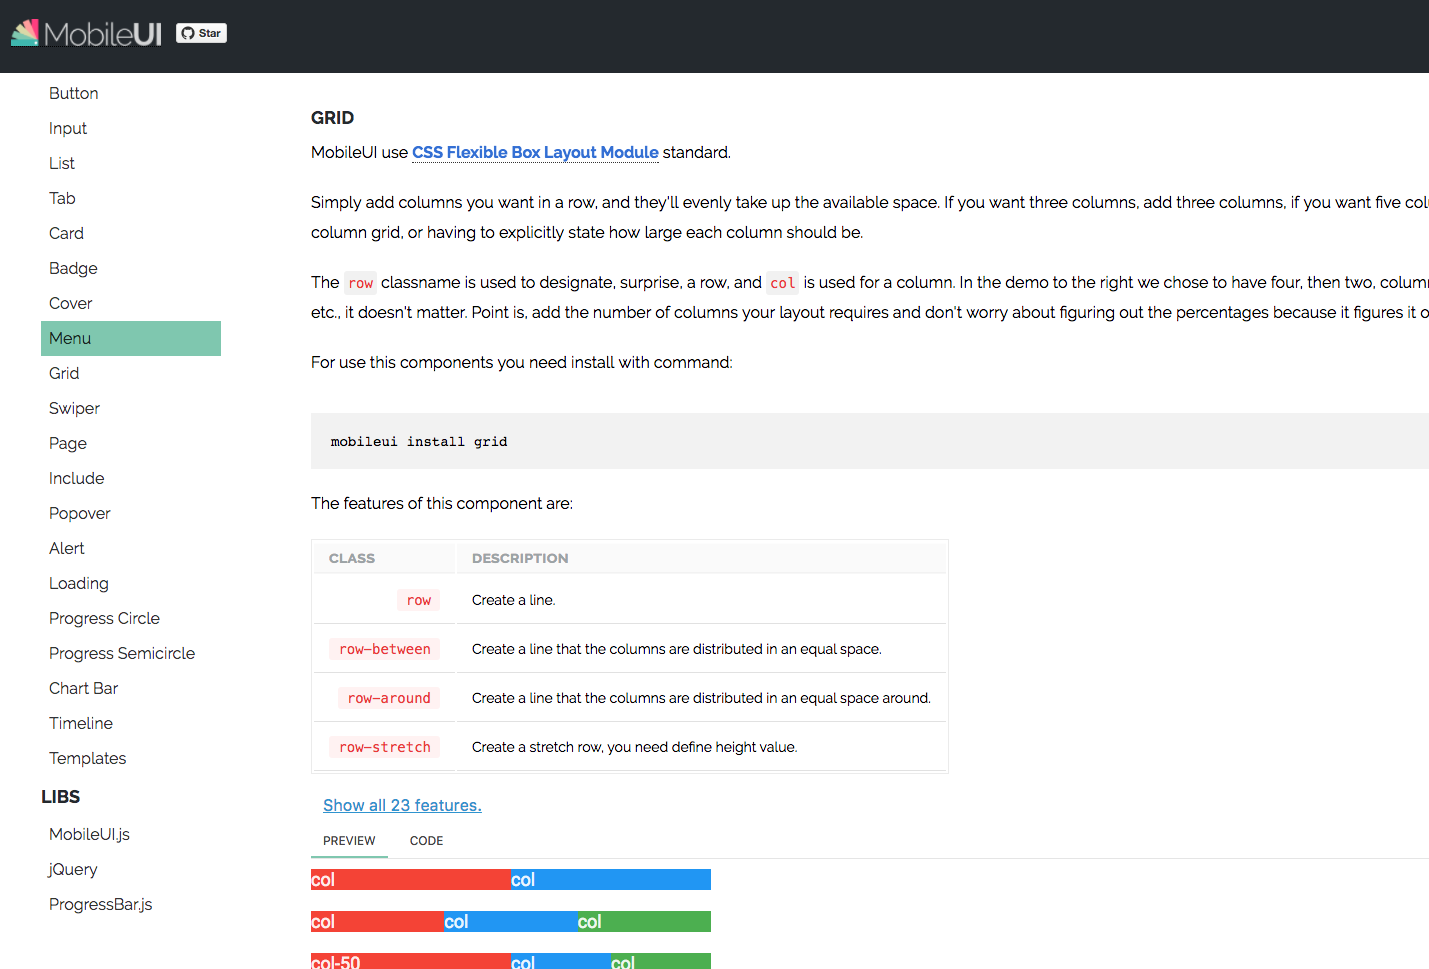 MobileUI
Star
Button
Input
List
Tab
Card
Badge
Cover
Menu
Grid
Swiper
Page
Include
Popover
Alert
Loading
Progress Circle
Progress Semicircle
Chart Bar
Timeline
Templates
LIBS
MobileUI.js
jQuery
ProgressBar.js
GRID
MobileUI use CSS Flexible Box Layout Module standard.
Simply add columns you want in a row, and they'll evenly take up the available space. If you want three columns, add three columns, if you want five
column grid, or having to explicitly state how large each column should be.
The row classname is used to designate, surprise, a row, and col is used for a column. In the demo to the right we chose to have four, then two,
etc., it doesn't matter. Point is, add the number of columns your layout requires and don't worry about figuring out the percentages because it figures it
For use this components you need install with command:
mobileui install grid
The features of this component are:
CLASS DESCRIPTION
row Create a line.
row-between Create a line that the columns are distributed in an equal space.
row-around Create a line that the columns are distributed in an equal space around.
row-stretch Create a stretch row, you need define height value.
Show all 23 features.
PREVIEW CODE
col col
col col col
col-50 col col